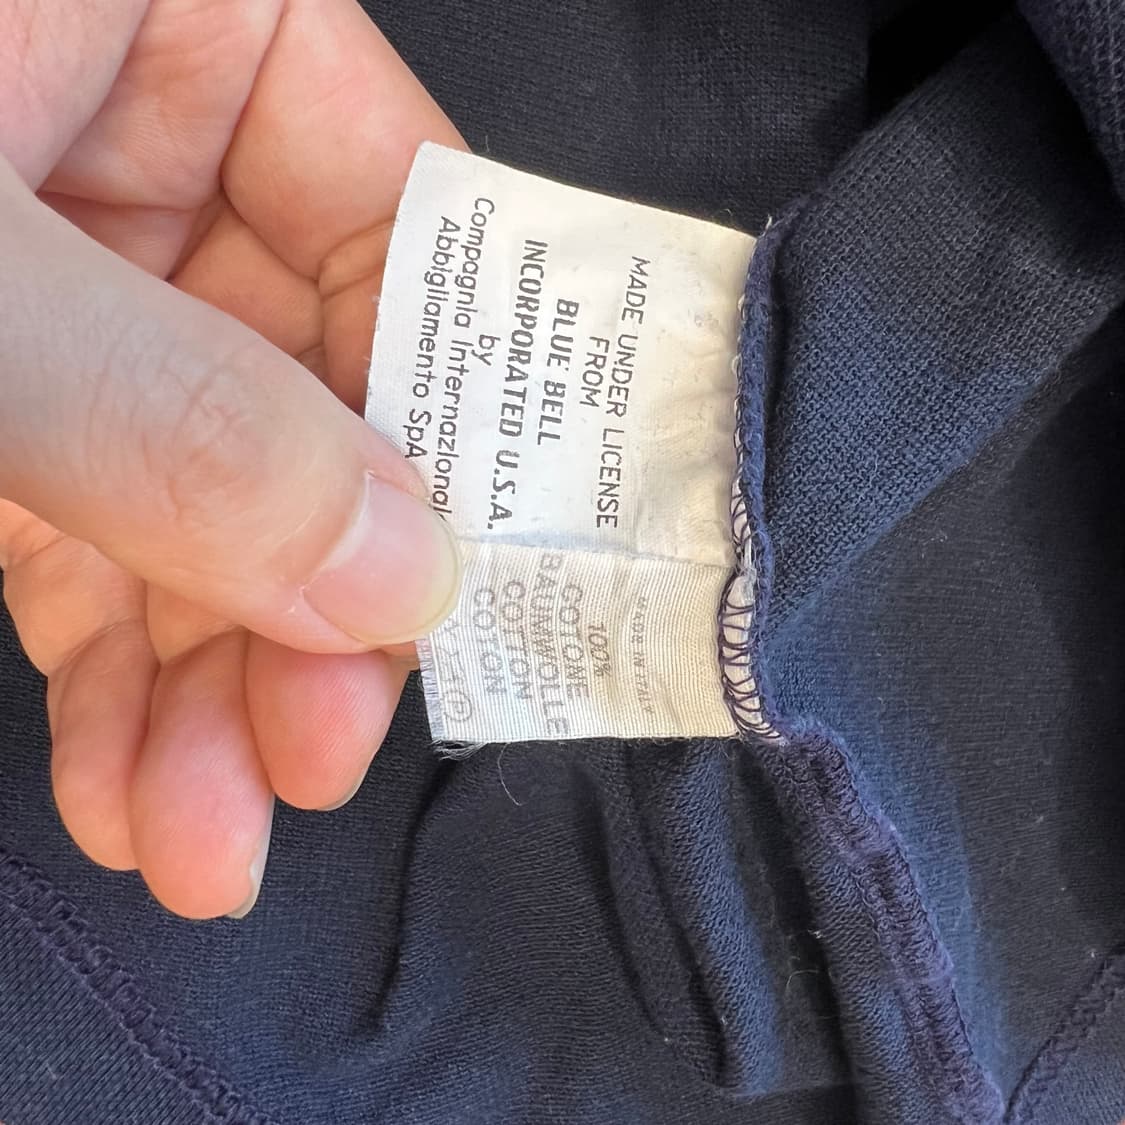 MADE UNDER LICENSE
FROM
BLUE BELL
INCORPORATED U.S.A.
by
Compagnia Internazional
Abbigliamento SpA
MADE IN ITALY
100%
COTONE
BAUMWOLLE
COTTON
COTON
P